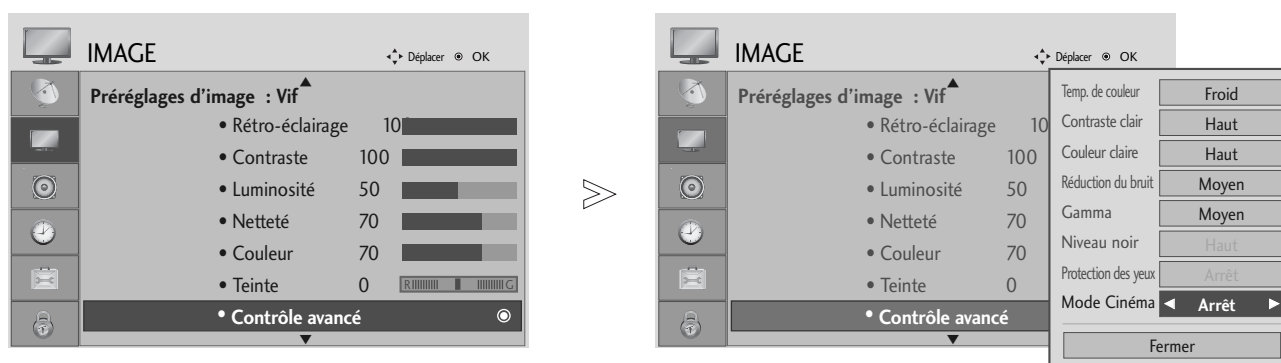 IMAGE
Déplacer OK
Préréglages d'image : Vif
• Rétro-éclairage 10
• Contraste 100
• Luminosité 50
• Netteté 70
• Couleur 70
• Teinte 0 R G
• Contrôle avancé
IMAGE
Déplacer OK
Préréglages d'image : Vif
• Rétro-éclairage 10
• Contraste 100
• Luminosité 50
• Netteté 70
• Couleur 70
• Teinte 0
• Contrôle avancé
Temp. de couleur Froid
Contraste clair Haut
Couleur claire Haut
Réduction du bruit Moyen
Gamma Moyen
Niveau noir Haut
Protection des yeux Arrêt
Mode Cinéma Arrêt
Fermer